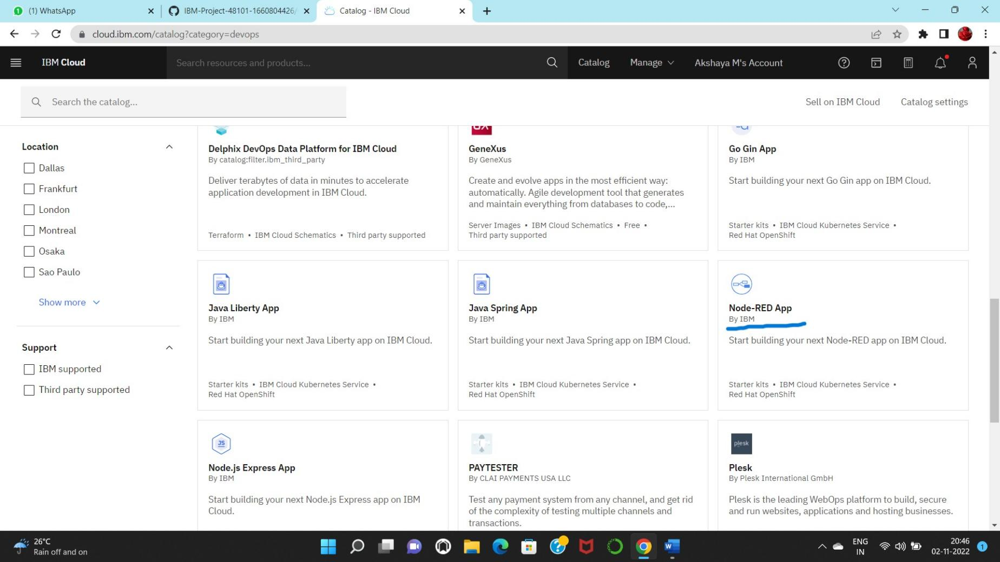 (1) WhatsApp
IBM-Project-48101-1660804426/
Catalog - IBM Cloud
cloud.ibm.com/catalog?category=devops
IBM Cloud
Search resources and products...
Catalog
Manage
Akshaya M's Account
Search the catalog...
Sell on IBM Cloud
Catalog settings
Location
Dallas
Frankfurt
London
Montreal
Osaka
Sao Paulo
Show more
Support
IBM supported
Third party supported
Delphix DevOps Data Platform for IBM Cloud
By catalog:filter.ibm_third_party
Deliver terabytes of data in minutes to accelerate
application development in IBM Cloud.
Terraform • IBM Cloud Schematics • Third party supported
GeneXus
By GeneXus
Create and evolve apps in the most efficient way:
automatically. Agile development tool that generates
and maintain everything from databases to code,...
Server Images • IBM Cloud Schematics • Free •
Third party supported
Go Gin App
By IBM
Start building your next Go Gin app on IBM Cloud.
Starter kits • IBM Cloud Kubernetes Service •
Red Hat OpenShift
Java Liberty App
By IBM
Start building your next Java Liberty app on IBM Cloud.
Starter kits • IBM Cloud Kubernetes Service •
Red Hat OpenShift
Java Spring App
By IBM
Start building your next Java Spring app on IBM Cloud.
Starter kits • IBM Cloud Kubernetes Service •
Red Hat OpenShift
Node-RED App
By IBM
Start building your next Node-RED app on IBM Cloud.
Starter kits • IBM Cloud Kubernetes Service •
Red Hat OpenShift
JS
Node.js Express App
By IBM
Start building your next Node.js Express app on IBM
Cloud.
PAYTESTER
By CLAI PAYMENTS USA LLC
Test any payment system from any channel, and get rid
of the complexity of testing multiple channels and
transactions.
plesk
Plesk
By Plesk International GmbH
Plesk is the leading WebOps platform to build, secure
and run websites, applications and hosting businesses.
26°C
Rain off and on
ENG
IN
20:46
02-11-2022
1